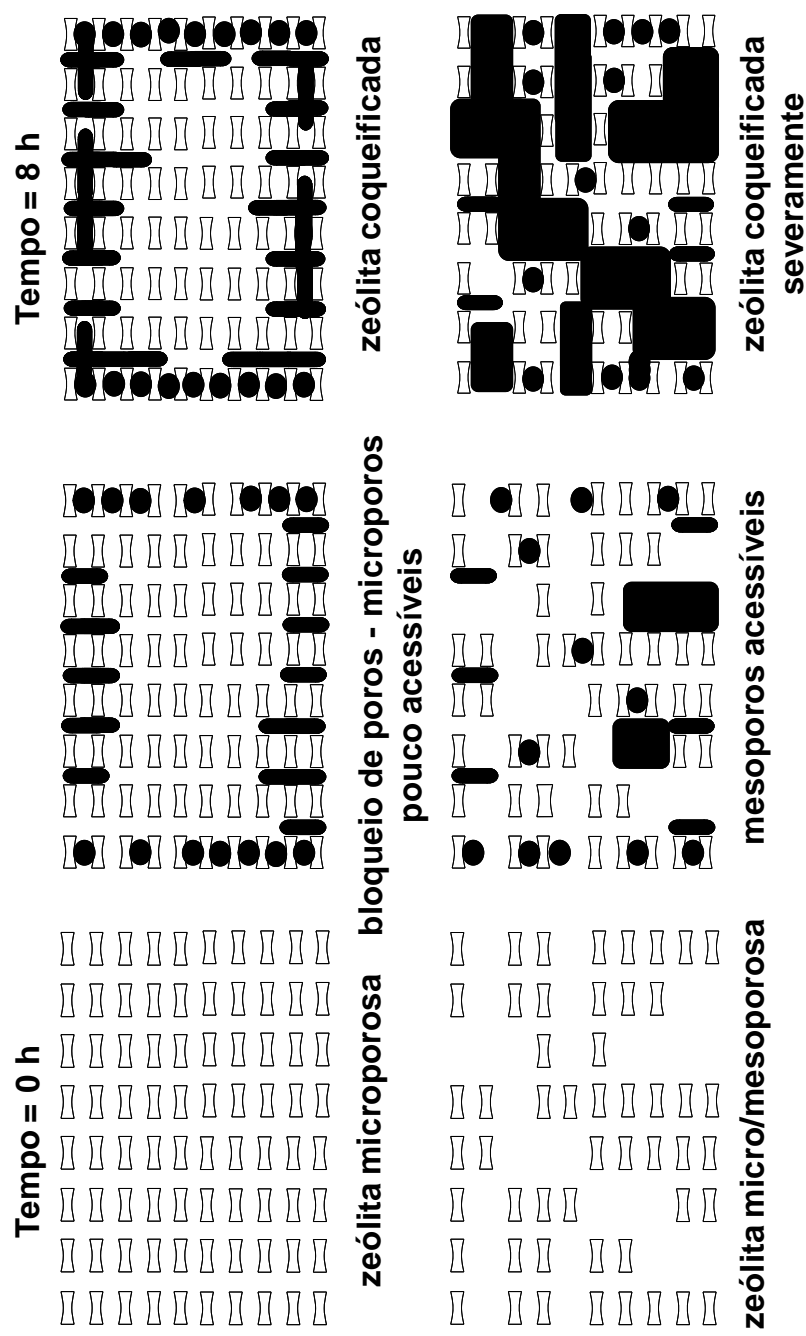 Tempo = 0 h
Tempo = 8 h
zeólita microporosa
bloqueio de poros - microporos
pouco acessíveis
zeólita coqueificada
zeólita micro/mesoporosa
mesoporos acessíveis
zeólita coqueificada
severamente